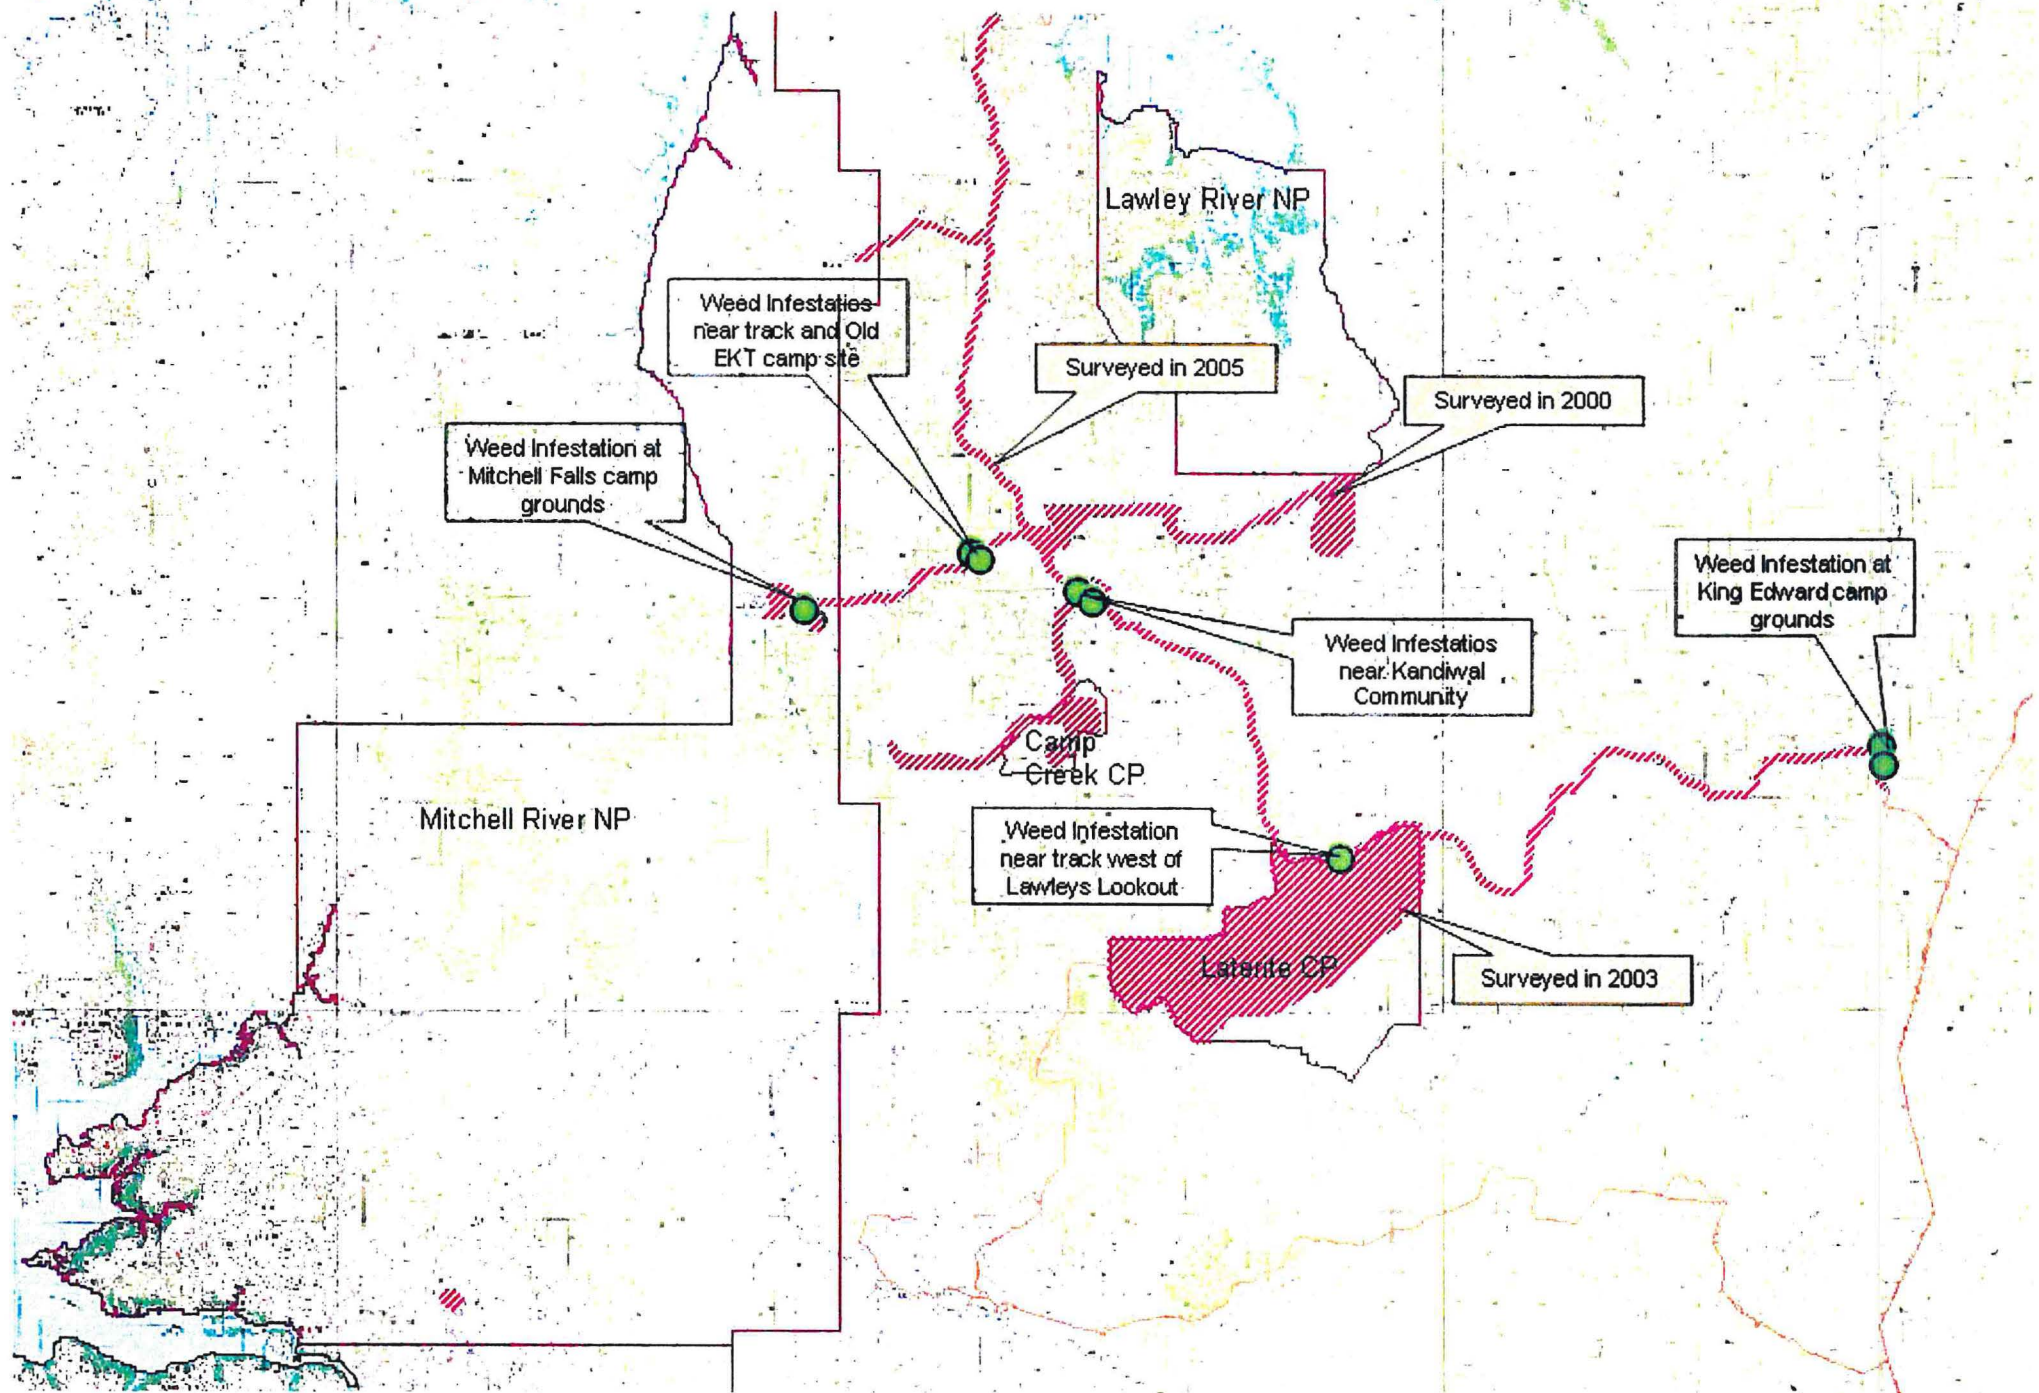 Lawley River NP
Weed Infestatios
near track and Old
EKT camp site
Surveyed in 2005
Surveyed in 2000
Weed Infestation at
Mitchell Falls camp
grounds
Weed Infestation at
King Edward camp
grounds
Weed Infestatios
near Kandiwal
Community
Camp
Creek CP
Mitchell River NP
Weed Infestation
near track west of
Lawleys Lookout
Laterite CP
Surveyed in 2003